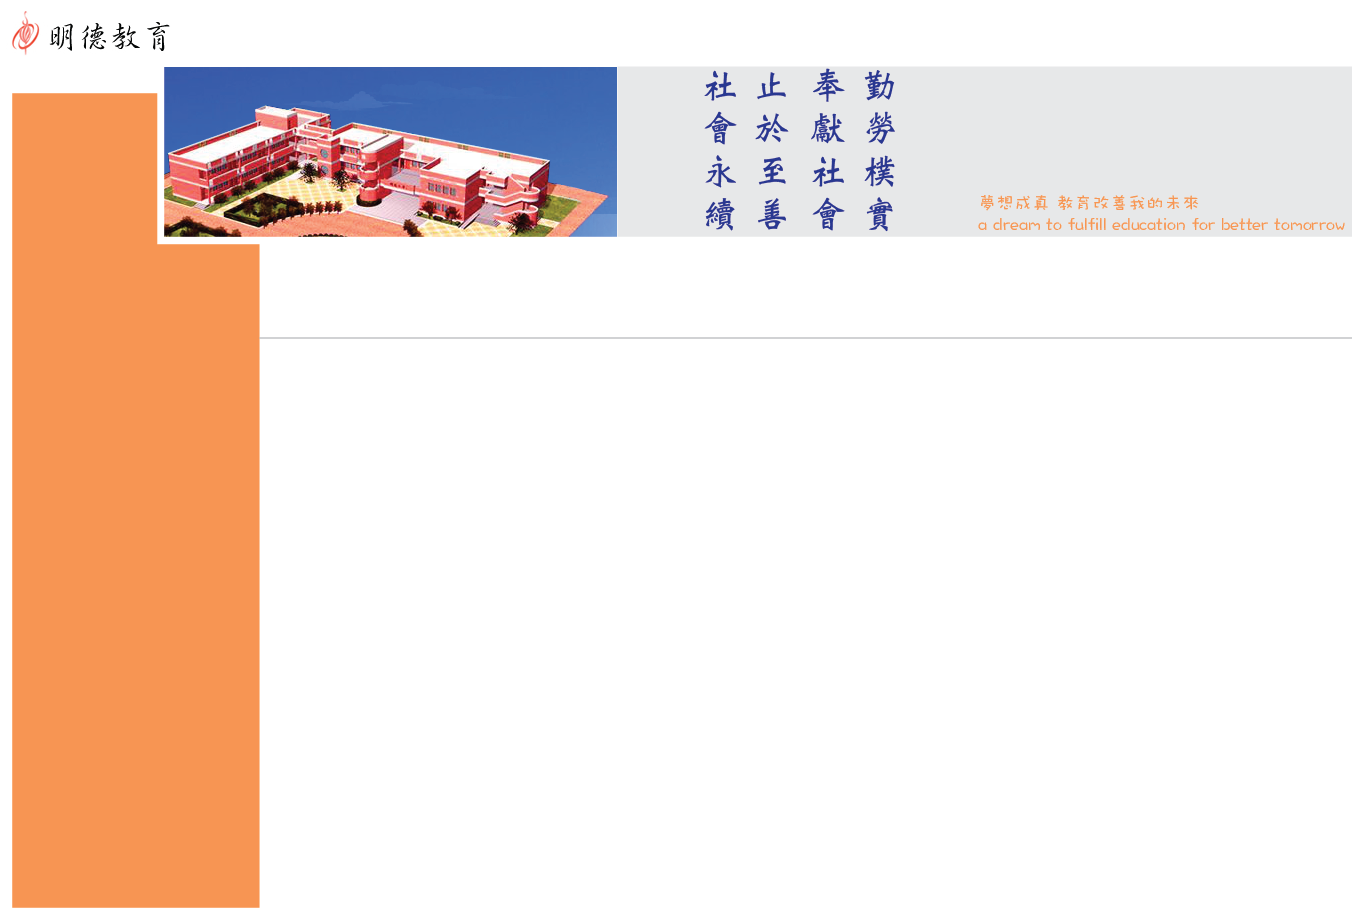 明德教育
勤勞樸實
奉獻社會
止於至善
社會永續
夢想成真 教育改善我的未來
a dream to fulfill education for better tomorrow